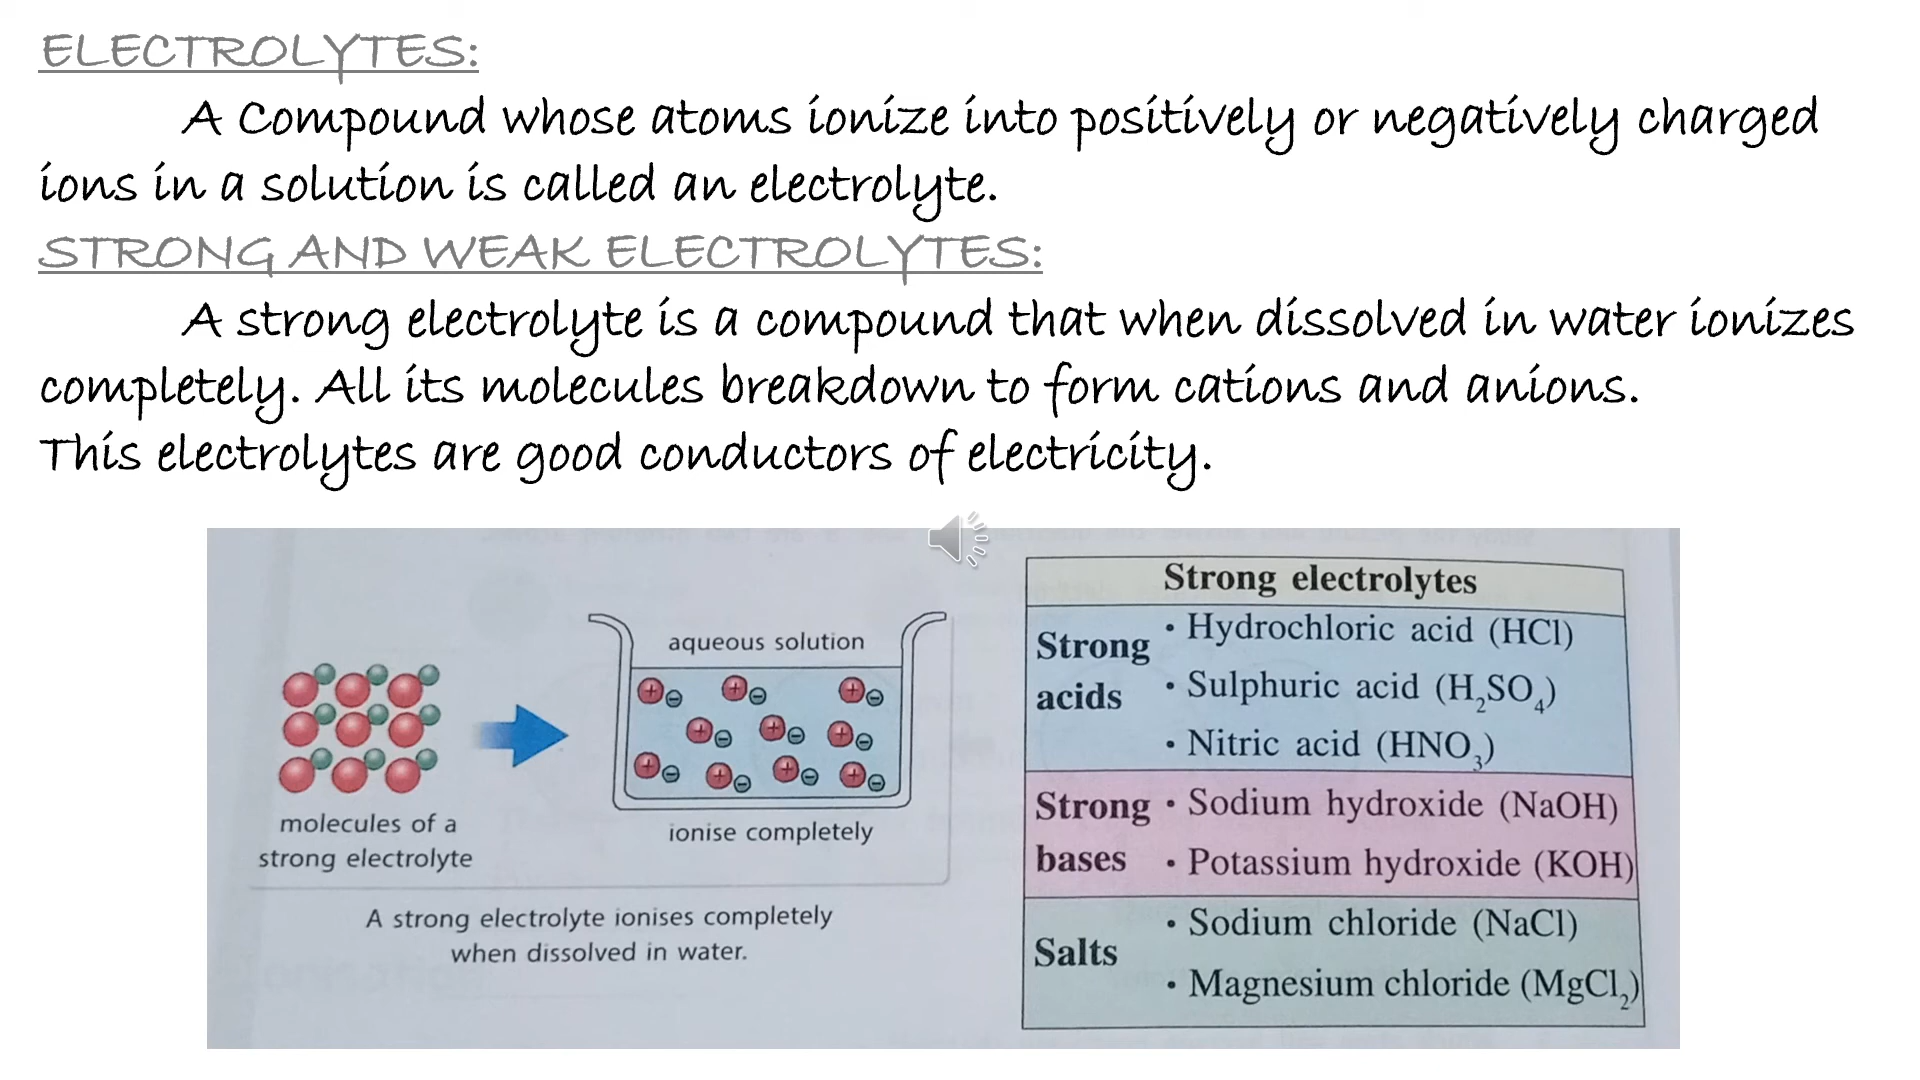 ELECTROLYTES:
A Compound whose atoms ionize into positively or negatively charged
ions in a solution is called an electrolyte.
STRONG AND WEAK ELECTROLYTES:
A strong electrolyte is a compound that when dissolved in water ionizes
completely. All its molecules breakdown to form cations and anions.
This electrolytes are good conductors of electricity.
aqueous solution
molecules of a
strong electrolyte
ionise completely
A strong electrolyte ionises completely
when dissolved in water.
Strong electrolytes
Strong acids
• Hydrochloric acid (HCl)
• Sulphuric acid (H₂SO₄)
• Nitric acid (HNO₃)
Strong bases
• Sodium hydroxide (NaOH)
• Potassium hydroxide (KOH)
Salts
• Sodium chloride (NaCl)
• Magnesium chloride (MgCl₂)